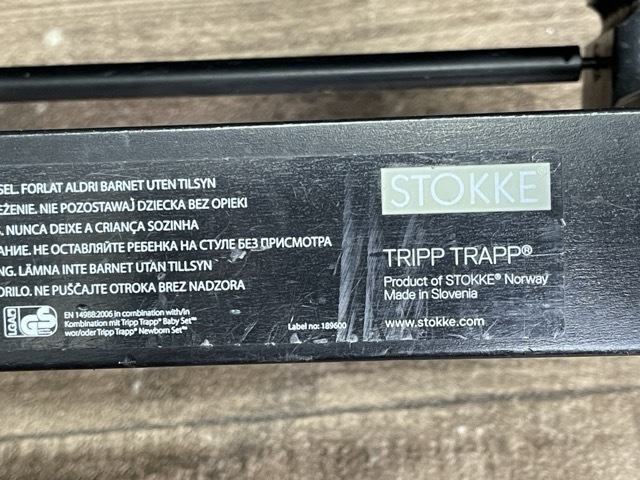 SEL. FORLAT ALDRI BARNET UTEN TILSYN
EŻENIE. NIE POZOSTAWAJ DZIECKA BEZ OPIEKI
. NUNCA DEIXE A CRIANÇA SOZINHA
АНИЕ. НЕ ОСТАВЛЯЙТЕ РЕБЕНКА НА СТУЛЕ БЕЗ ПРИСМОТРА
NG. LÄMNA INTE BARNET UTAN TILLSYN
ORILO. NE PUŠČAJTE OTROKA BREZ NADZORA
LGA GS
EN 14988:2006 in combination with/in
Kombination mit Tripp Trapp® Baby Set™
wor/oder Tripp Trapp® Newborn Set™
Label no: 189600
STOKKE®
TRIPP TRAPP®
Product of STOKKE® Norway
Made in Slovenia
www.stokke.com